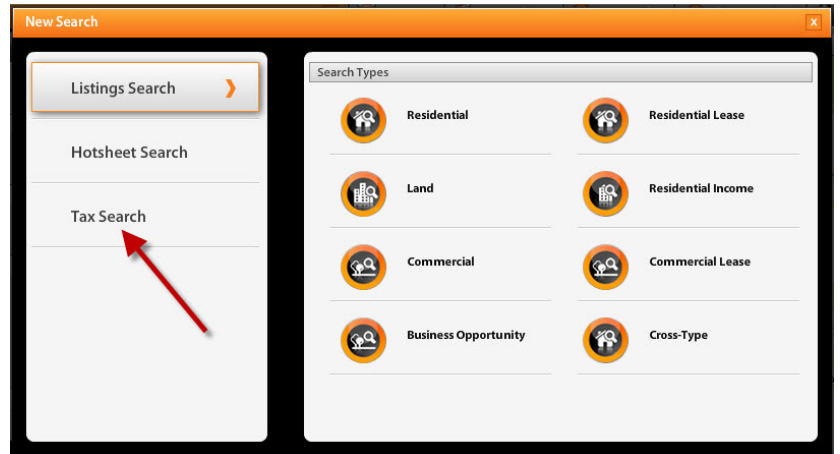 New Search
x
Listings Search
Hotsheet Search
Tax Search
Search Types
Residential
Residential Lease
Land
Residential Income
Commercial
Commercial Lease
Business Opportunity
Cross-Type